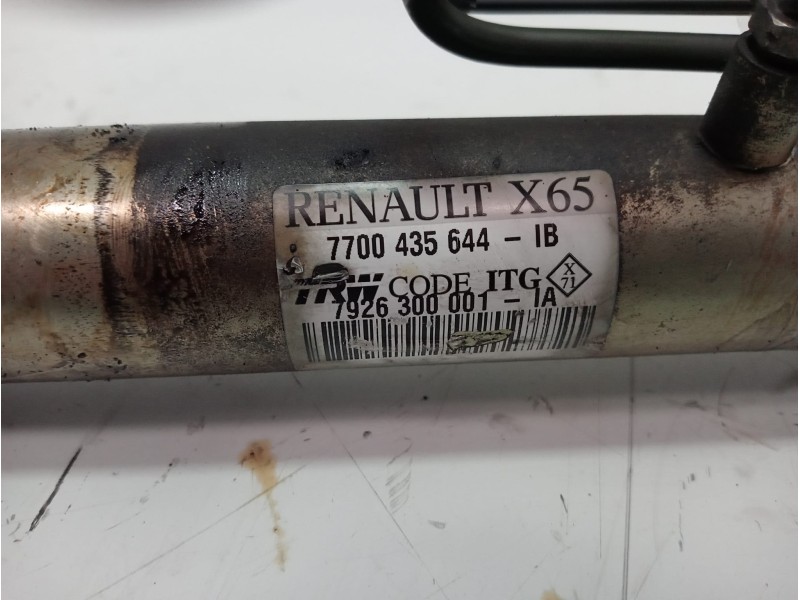 RENAULT X65
7700 435 644 - IB
TRW CODE ITG X 71
7926 300 001 - IA